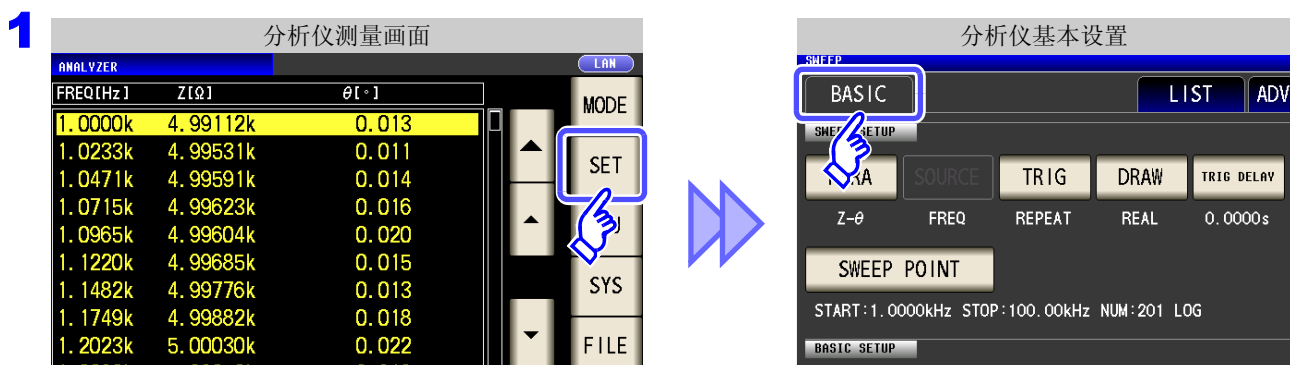 1
分析仪测量画面
ANALYZER LAN
FREQ[Hz] Z[Ω] θ[°]
1.0000k 4.99112k 0.013
1.0233k 4.99531k 0.011
1.0471k 4.99591k 0.014
1.0715k 4.99623k 0.016
1.0965k 4.99604k 0.020
1.1220k 4.99685k 0.015
1.1482k 4.99776k 0.013
1.1749k 4.99882k 0.018
1.2023k 5.00030k 0.022
MODE
SET
SYS
FILE
分析仪基本设置
SWEEP
BASIC LIST ADV
SWEEP SETUP
SOURCE TRIG DRAW TRIG DELAY
Z-θ FREQ REPEAT REAL 0.0000s
SWEEP POINT
START:1.0000kHz STOP:100.00kHz NUM:201 LOG
BASIC SETUP